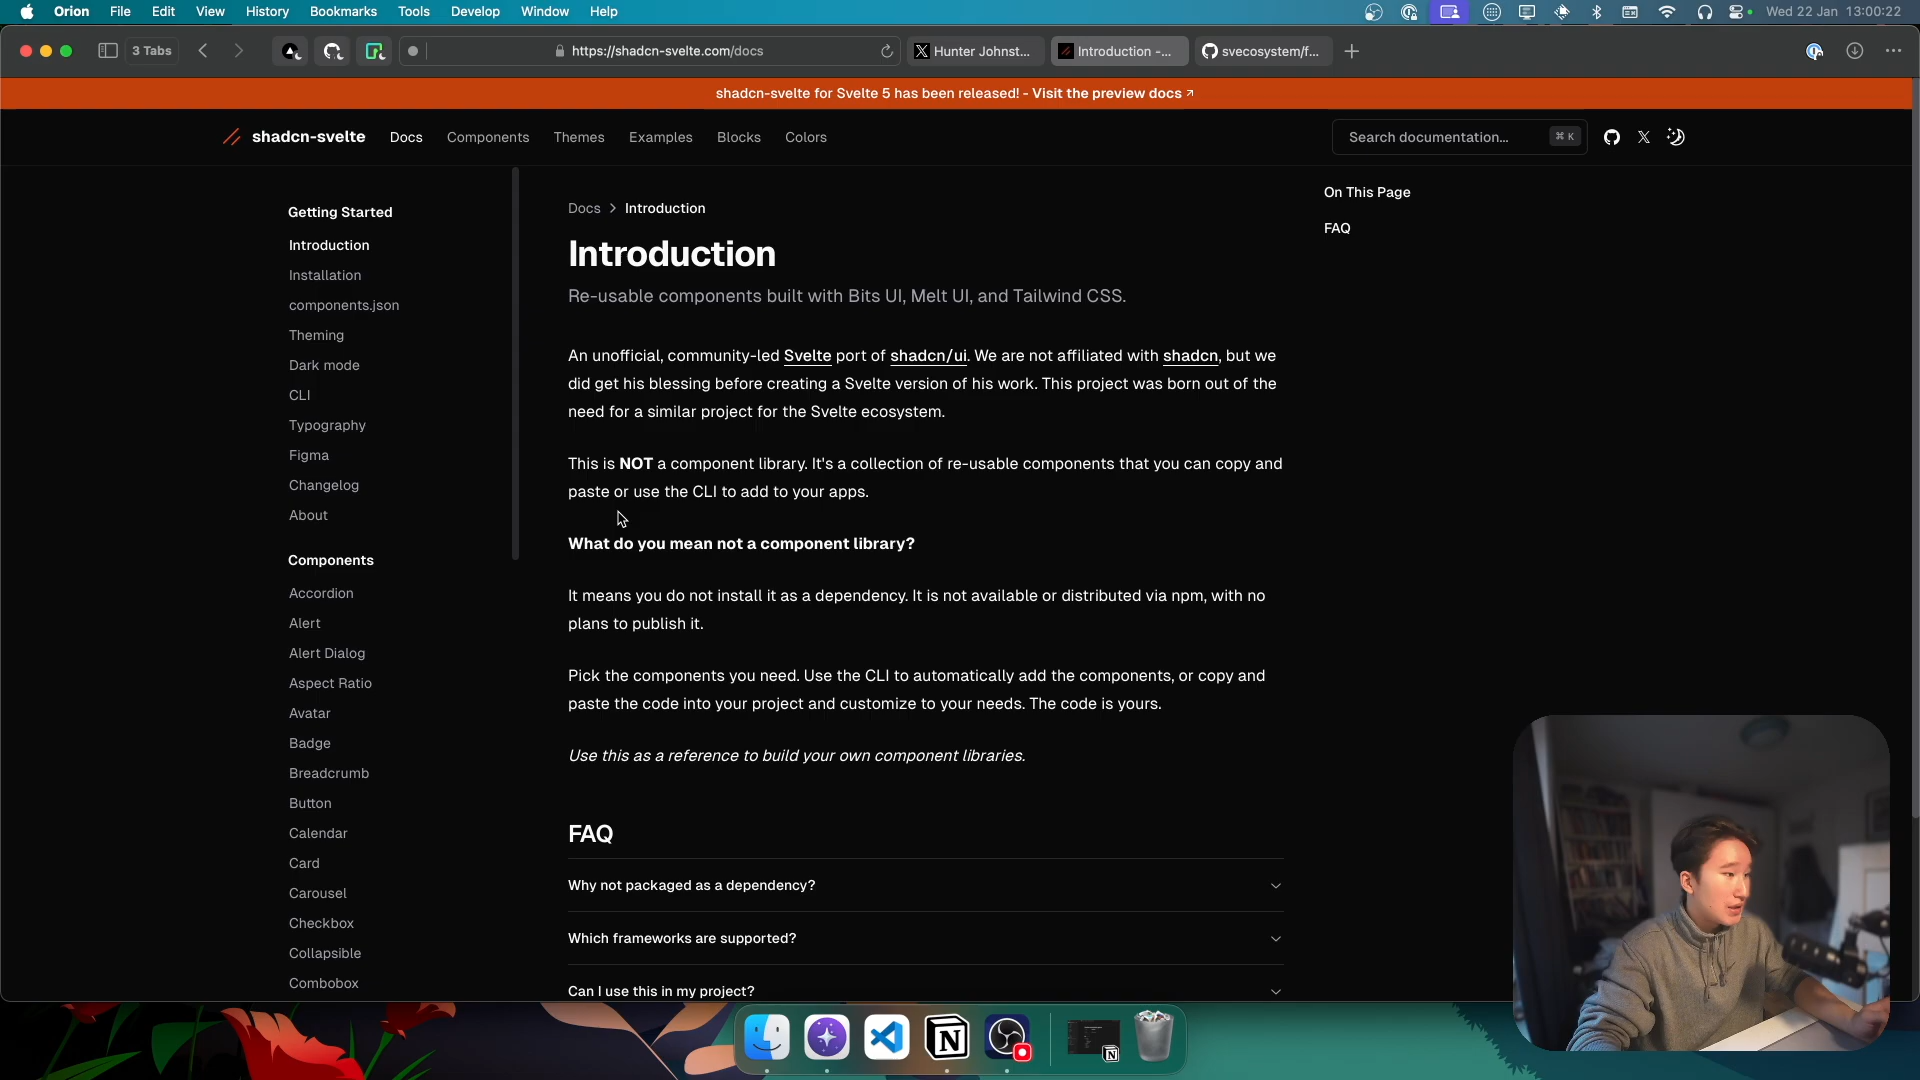 Orion File Edit View History Bookmarks Tools Develop Window Help
Wed 22 Jan 13:00:22
3 Tabs
https://shadcn-svelte.com/docs
Hunter Johnst...
Introduction -...
svecosystem/f...
shadcn-svelte for Svelte 5 has been released! - Visit the preview docs
shadcn-svelte
Docs Components Themes Examples Blocks Colors
Search documentation... ⌘ K
Getting Started
Introduction
Installation
components.json
Theming
Dark mode
CLI
Typography
Figma
Changelog
About
Components
Accordion
Alert
Alert Dialog
Aspect Ratio
Avatar
Badge
Breadcrumb
Button
Calendar
Card
Carousel
Checkbox
Collapsible
Combobox
Docs > Introduction
Introduction
Re-usable components built with Bits UI, Melt UI, and Tailwind CSS.
An unofficial, community-led Svelte port of shadcn/ui. We are not affiliated with shadcn, but we
did get his blessing before creating a Svelte version of his work. This project was born out of the
need for a similar project for the Svelte ecosystem.
This is NOT a component library. It's a collection of re-usable components that you can copy and
paste or use the CLI to add to your apps.
What do you mean not a component library?
It means you do not install it as a dependency. It is not available or distributed via npm, with no
plans to publish it.
Pick the components you need. Use the CLI to automatically add the components, or copy and
paste the code into your project and customize to your needs. The code is yours.
Use this as a reference to build your own component libraries.
FAQ
Why not packaged as a dependency?
Which frameworks are supported?
Can I use this in my project?
On This Page
FAQ